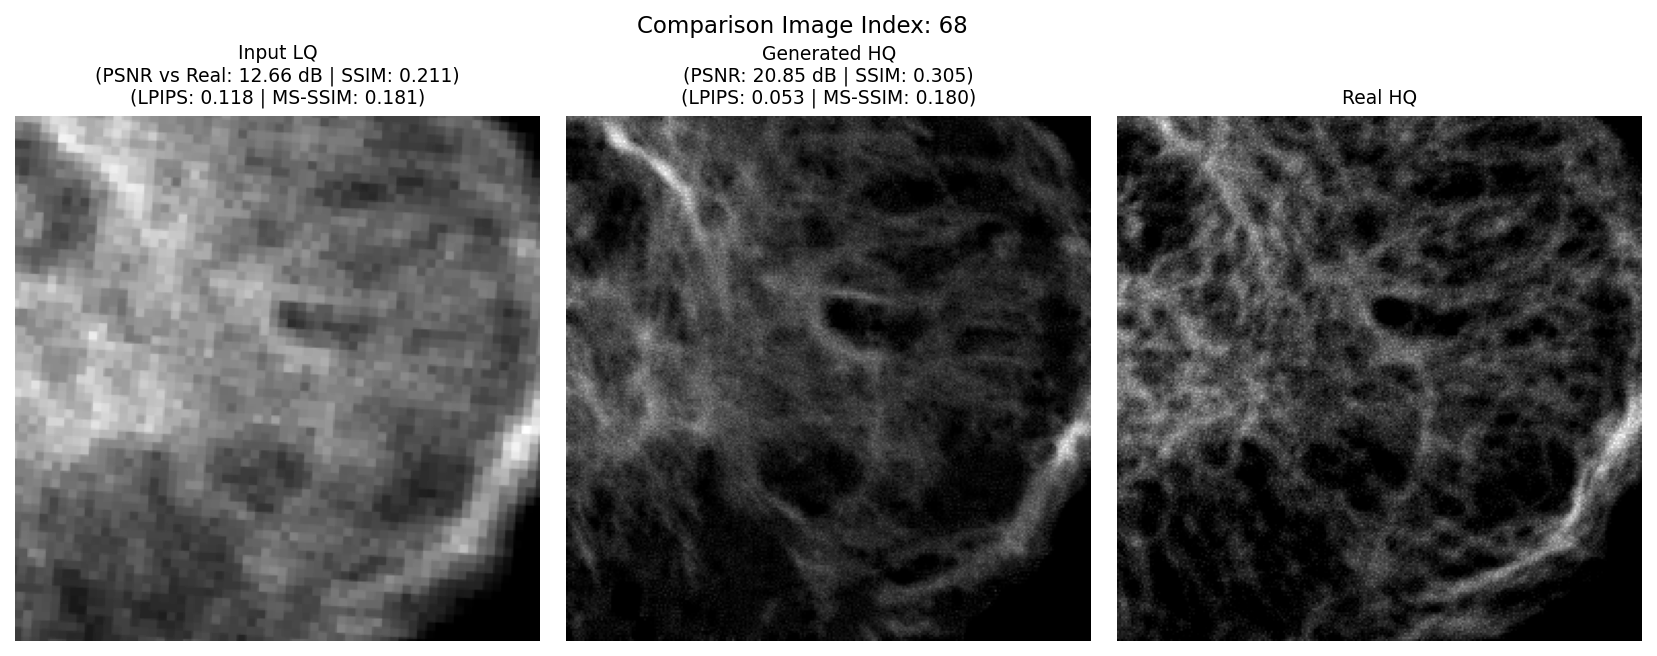 Comparison Image Index: 68
Input LQ
(PSNR vs Real: 12.66 dB | SSIM: 0.211)
(LPIPS: 0.118 | MS-SSIM: 0.181)
Generated HQ
(PSNR: 20.85 dB | SSIM: 0.305)
(LPIPS: 0.053 | MS-SSIM: 0.180)
Real HQ